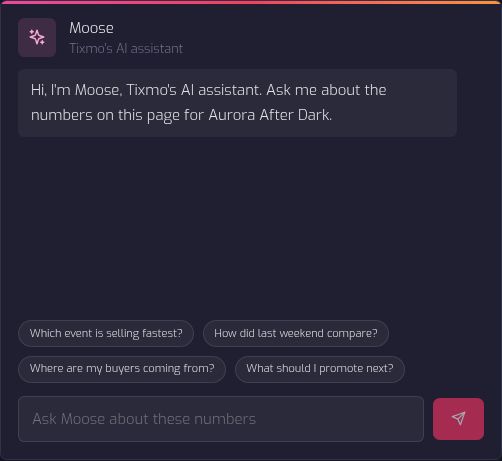 Moose
Tixmo's AI assistant
Hi, I'm Moose, Tixmo's AI assistant. Ask me about the
numbers on this page for Aurora After Dark.
Which event is selling fastest?
How did last weekend compare?
Where are my buyers coming from?
What should I promote next?
Ask Moose about these numbers